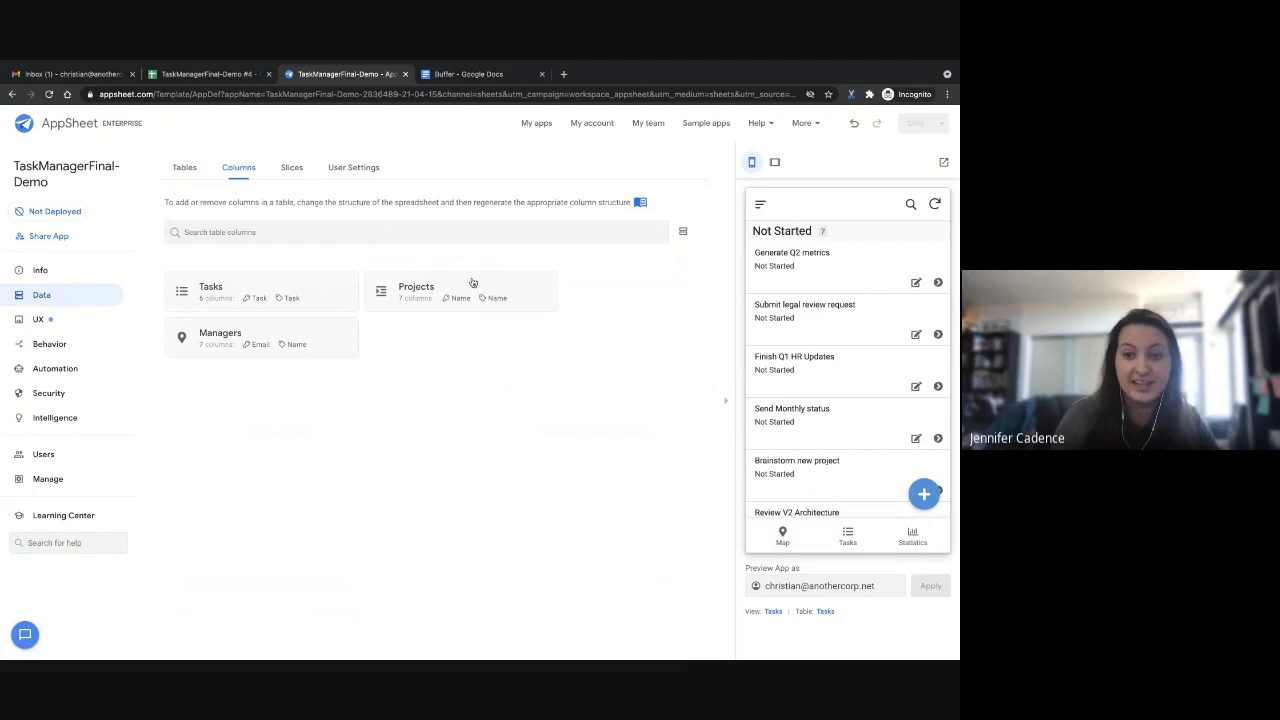 Inbox (1) - christian@anothero
TaskManagerFinal-Demo #4 -
TaskManagerFinal-Demo - App
Buffer - Google Docs
appsheet.com/Template/AppDef?appName=TaskManagerFinal-Demo-2836489-21-04-15&channel=sheets&utm_campaign=workspace_appsheet&utm_medium=sheets&utm_source=...
Incognito
AppSheet ENTERPRISE
My apps
My account
My team
Sample apps
Help
More
SAVE
TaskManagerFinal-
Demo
Not Deployed
Share App
Info
Data
UX
Behavior
Automation
Security
Intelligence
Users
Manage
Learning Center
Search for help
Tables
Columns
Slices
User Settings
To add or remove columns in a table, change the structure of the spreadsheet and then regenerate the appropriate column structure
Search table columns
Tasks
6 columns: Task Task
Projects
7 columns Name Name
Managers
7 columns: Email Name
Not Started 7
Generate Q2 metrics
Not Started
Submit legal review request
Not Started
Finish Q1 HR Updates
Not Started
Send Monthly status
Not Started
Brainstorm new project
Not Started
Review V2 Architecture
Map
Tasks
Statistics
Preview App as
christian@anothercorp.net
Apply
View: Tasks | Table: Tasks
Jennifer Cadence